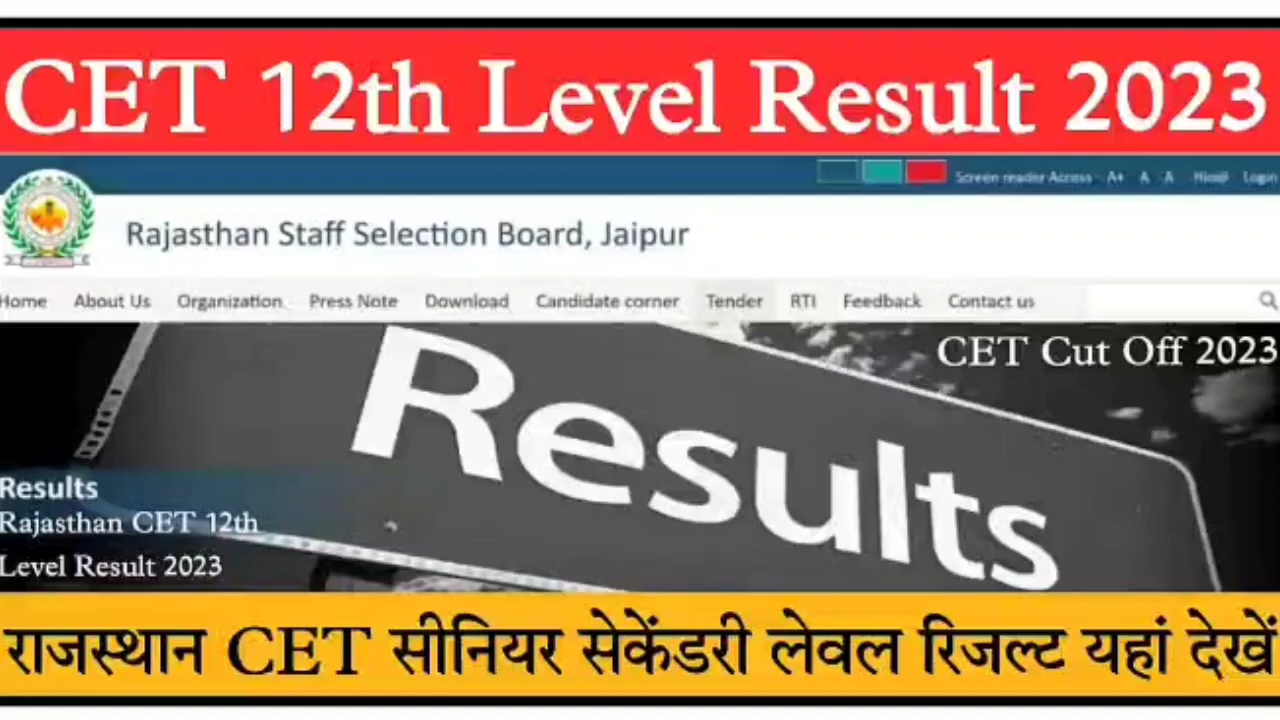 CET 12th Level Result 2023
Screen reader Access A+ A A Hindi Login
Rajasthan Staff Selection Board, Jaipur
Home About Us Organization Press Note Download Candidate corner Tender RTI Feedback Contact us
CET Cut Off 2023
Results
Results
Rajasthan CET 12th
Level Result 2023
राजस्थान CET सीनियर सेकेंडरी लेवल रिजल्ट यहां देखें